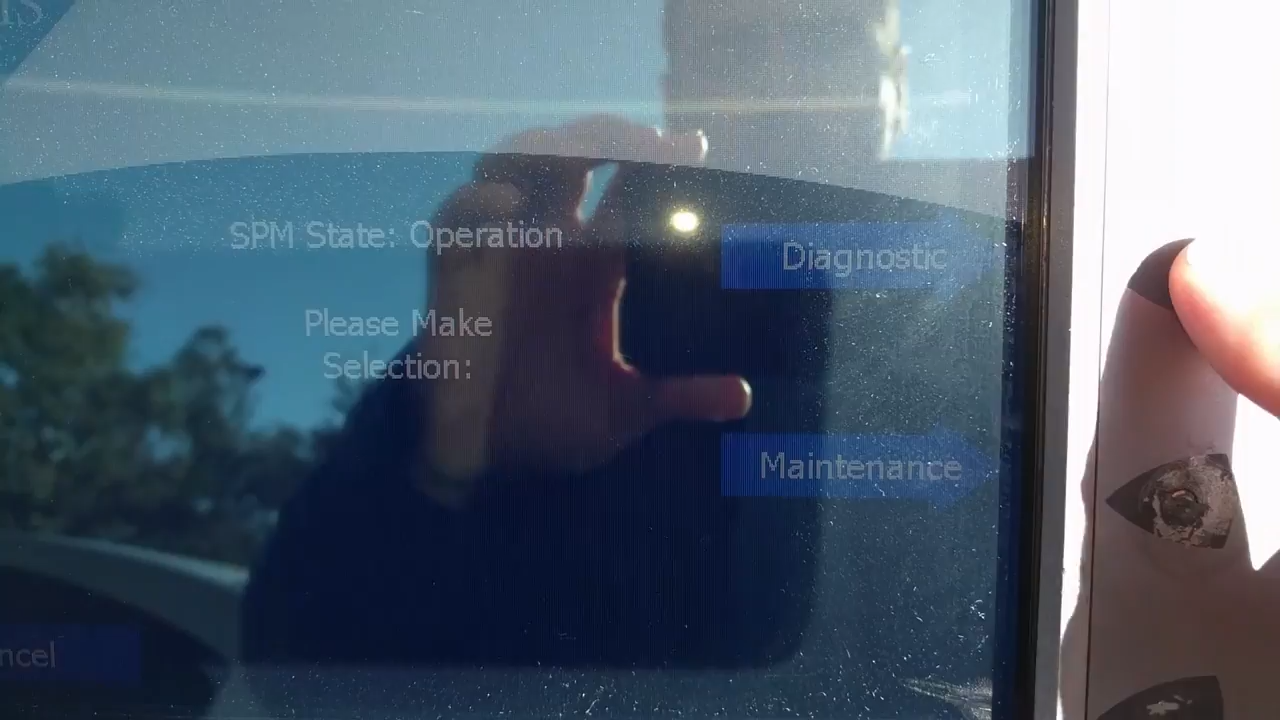 SPM State: Operation
Diagnostic
Please Make
Selection:
Maintenance
ncel